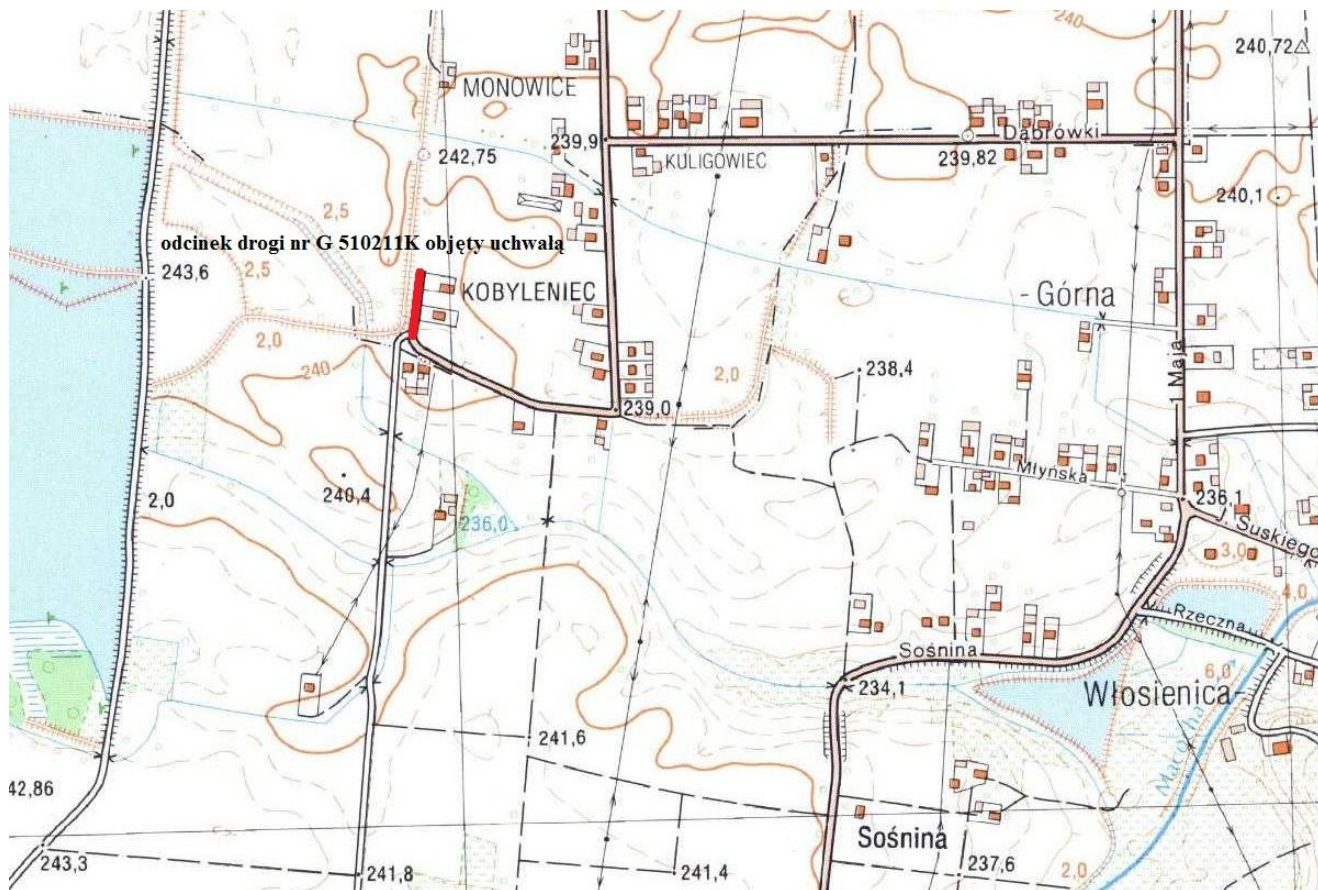 240
240,72
MONOWICE
239,9
Dąbrówki
242,75
KULIGOWIEC
239,82
240,1
2,5
odcinek drogi nr G 510211K objęty uchwałą
243,6
2,5
KOBYLENIEC
- Górna
2,0
240
2,0
238,4
1 Maja
239,0
Młyńska
240,4
2,0
236,0
236,1
Suskiego
3,0
4,0
Rzeczna
Sośnina
6,0
234,1
Włosienica-
241,6
42,86
Sośnina
243,3
241,8
241,4
237,6
2,0